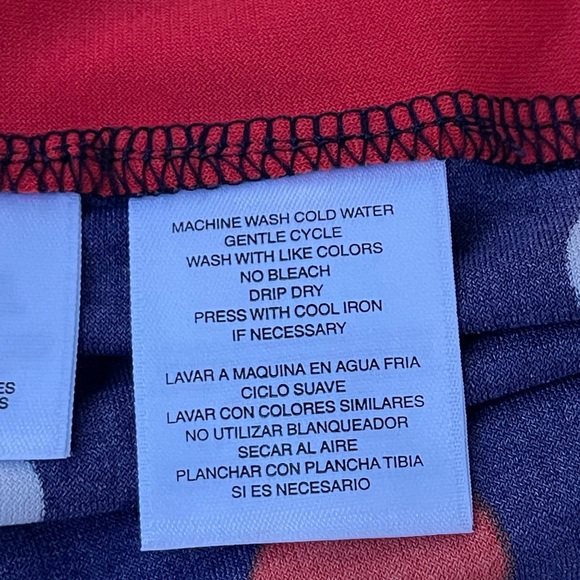 MACHINE WASH COLD WATER
GENTLE CYCLE
WASH WITH LIKE COLORS
NO BLEACH
DRIP DRY
PRESS WITH COOL IRON
IF NECESSARY
LAVAR A MAQUINA EN AGUA FRIA
CICLO SUAVE
LAVAR CON COLORES SIMILARES
NO UTILIZAR BLANQUEADOR
SECAR AL AIRE
PLANCHAR CON PLANCHA TIBIA
SI ES NECESARIO